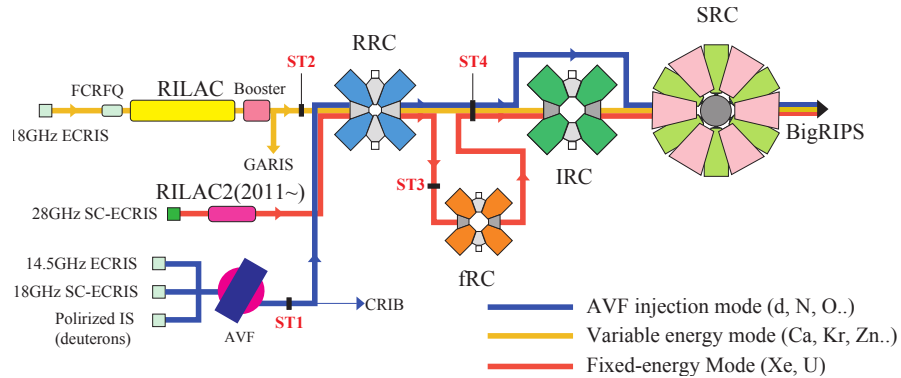 SRC
RRC
ST2
ST4
FCRFQ
RILAC
Booster
18GHz ECRIS
BigRIPS
GARIS
IRC
RILAC2(2011~)
ST3
28GHz SC-ECRIS
fRC
14.5GHz ECRIS
18GHz SC-ECRIS
CRIB
AVF injection mode (d, N, O..)
Polirized IS
ST1
(deuterons)
AVF
Variable energy mode (Ca, Kr, Zn..)
Fixed-energy Mode (Xe, U)